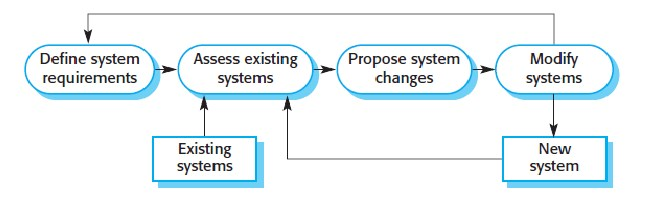 Define system
requirements
Assess existing
systems
Propose system
changes
Modify
systems
Existing
systems
New
system